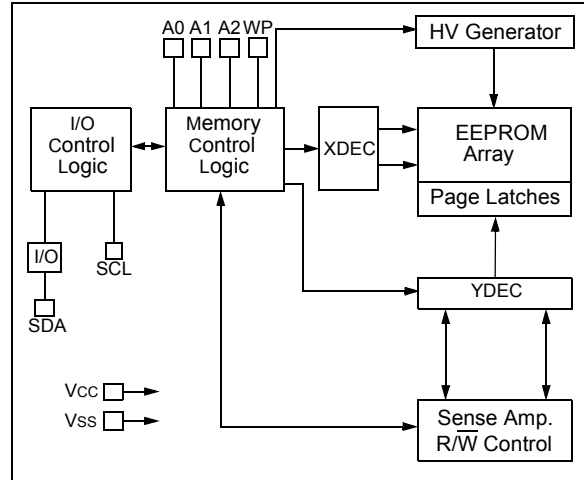 A0 A1 A2 WP
HV Generator
I/O
Control
Logic
Memory
Control
Logic
XDEC
EEPROM
Array
Page Latches
I/O
SCL
SDA
YDEC
VCC
VSS
Sense Amp.
R/W̅ Control